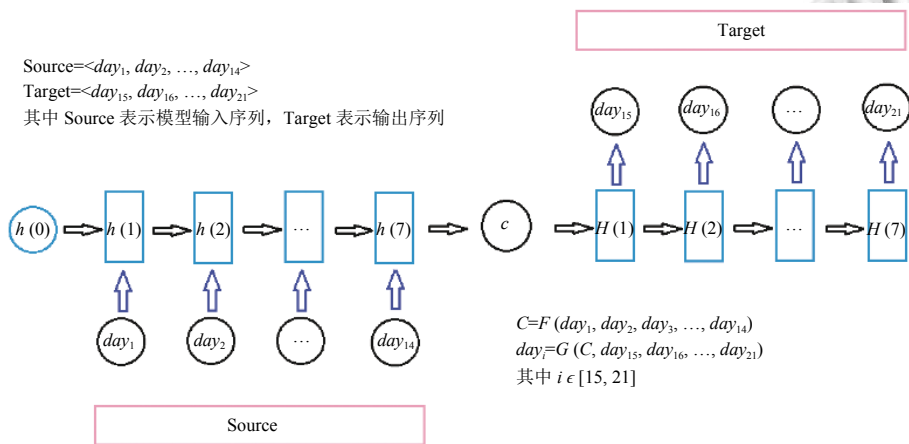 Target
Source=<day₁, day₂, …, day₁₄>
Target=<day₁₅, day₁₆, …, day₂₁>
其中 Source 表示模型输入序列，Target 表示输出序列
day₁₅ day₁₆ … day₂₁
h (0) h (1) h (2) … h (7) c H (1) H (2) … H (7)
day₁ day₂ … day₁₄
C=F (day₁, day₂, day₃, …, day₁₄)
dayᵢ=G (C, day₁₅, day₁₆, …, day₂₁)
其中 i ϵ [15, 21]
Source